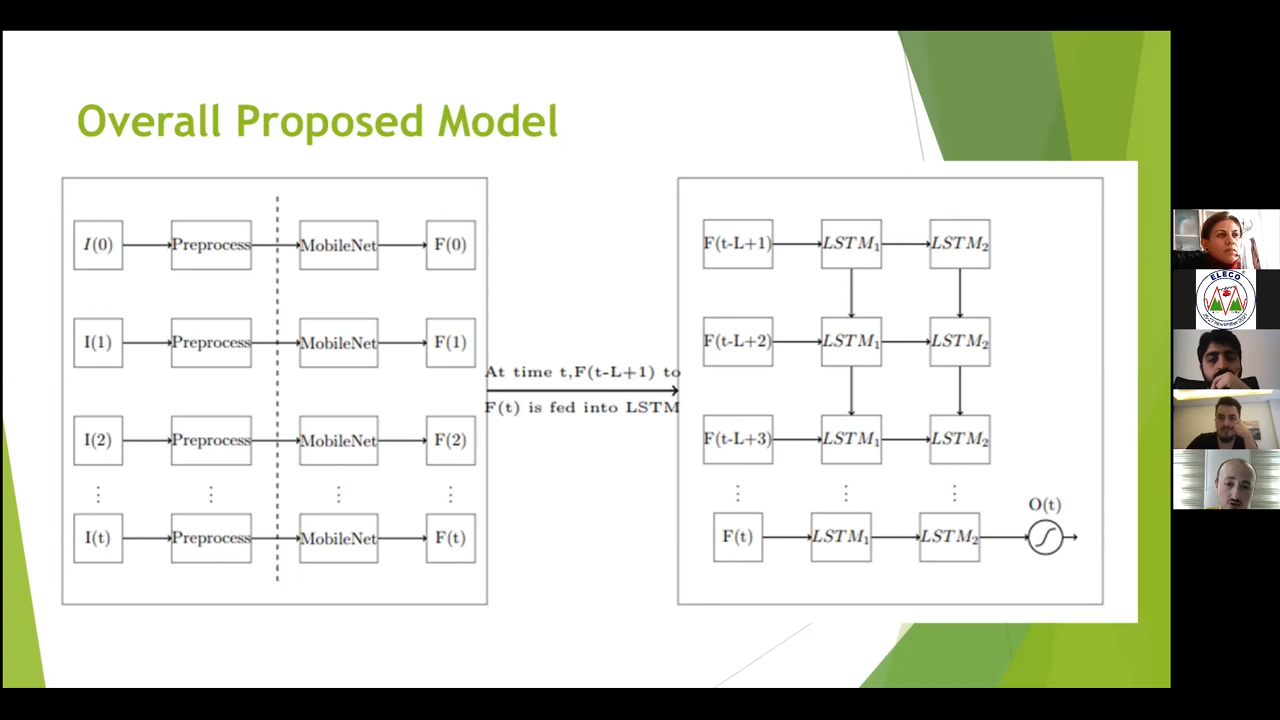 Overall Proposed Model
I(0) Preprocess MobileNet F(0)
I(1) Preprocess MobileNet F(1)
I(2) Preprocess MobileNet F(2)
⋮ ⋮ ⋮ ⋮
I(t) Preprocess MobileNet F(t)
At time t,F(t-L+1) to
F(t) is fed into LSTM
F(t-L+1) LSTM₁ LSTM₂
F(t-L+2) LSTM₁ LSTM₂
F(t-L+3) LSTM₁ LSTM₂
⋮ ⋮ ⋮
O(t)
F(t) LSTM₁ LSTM₂
ELECO